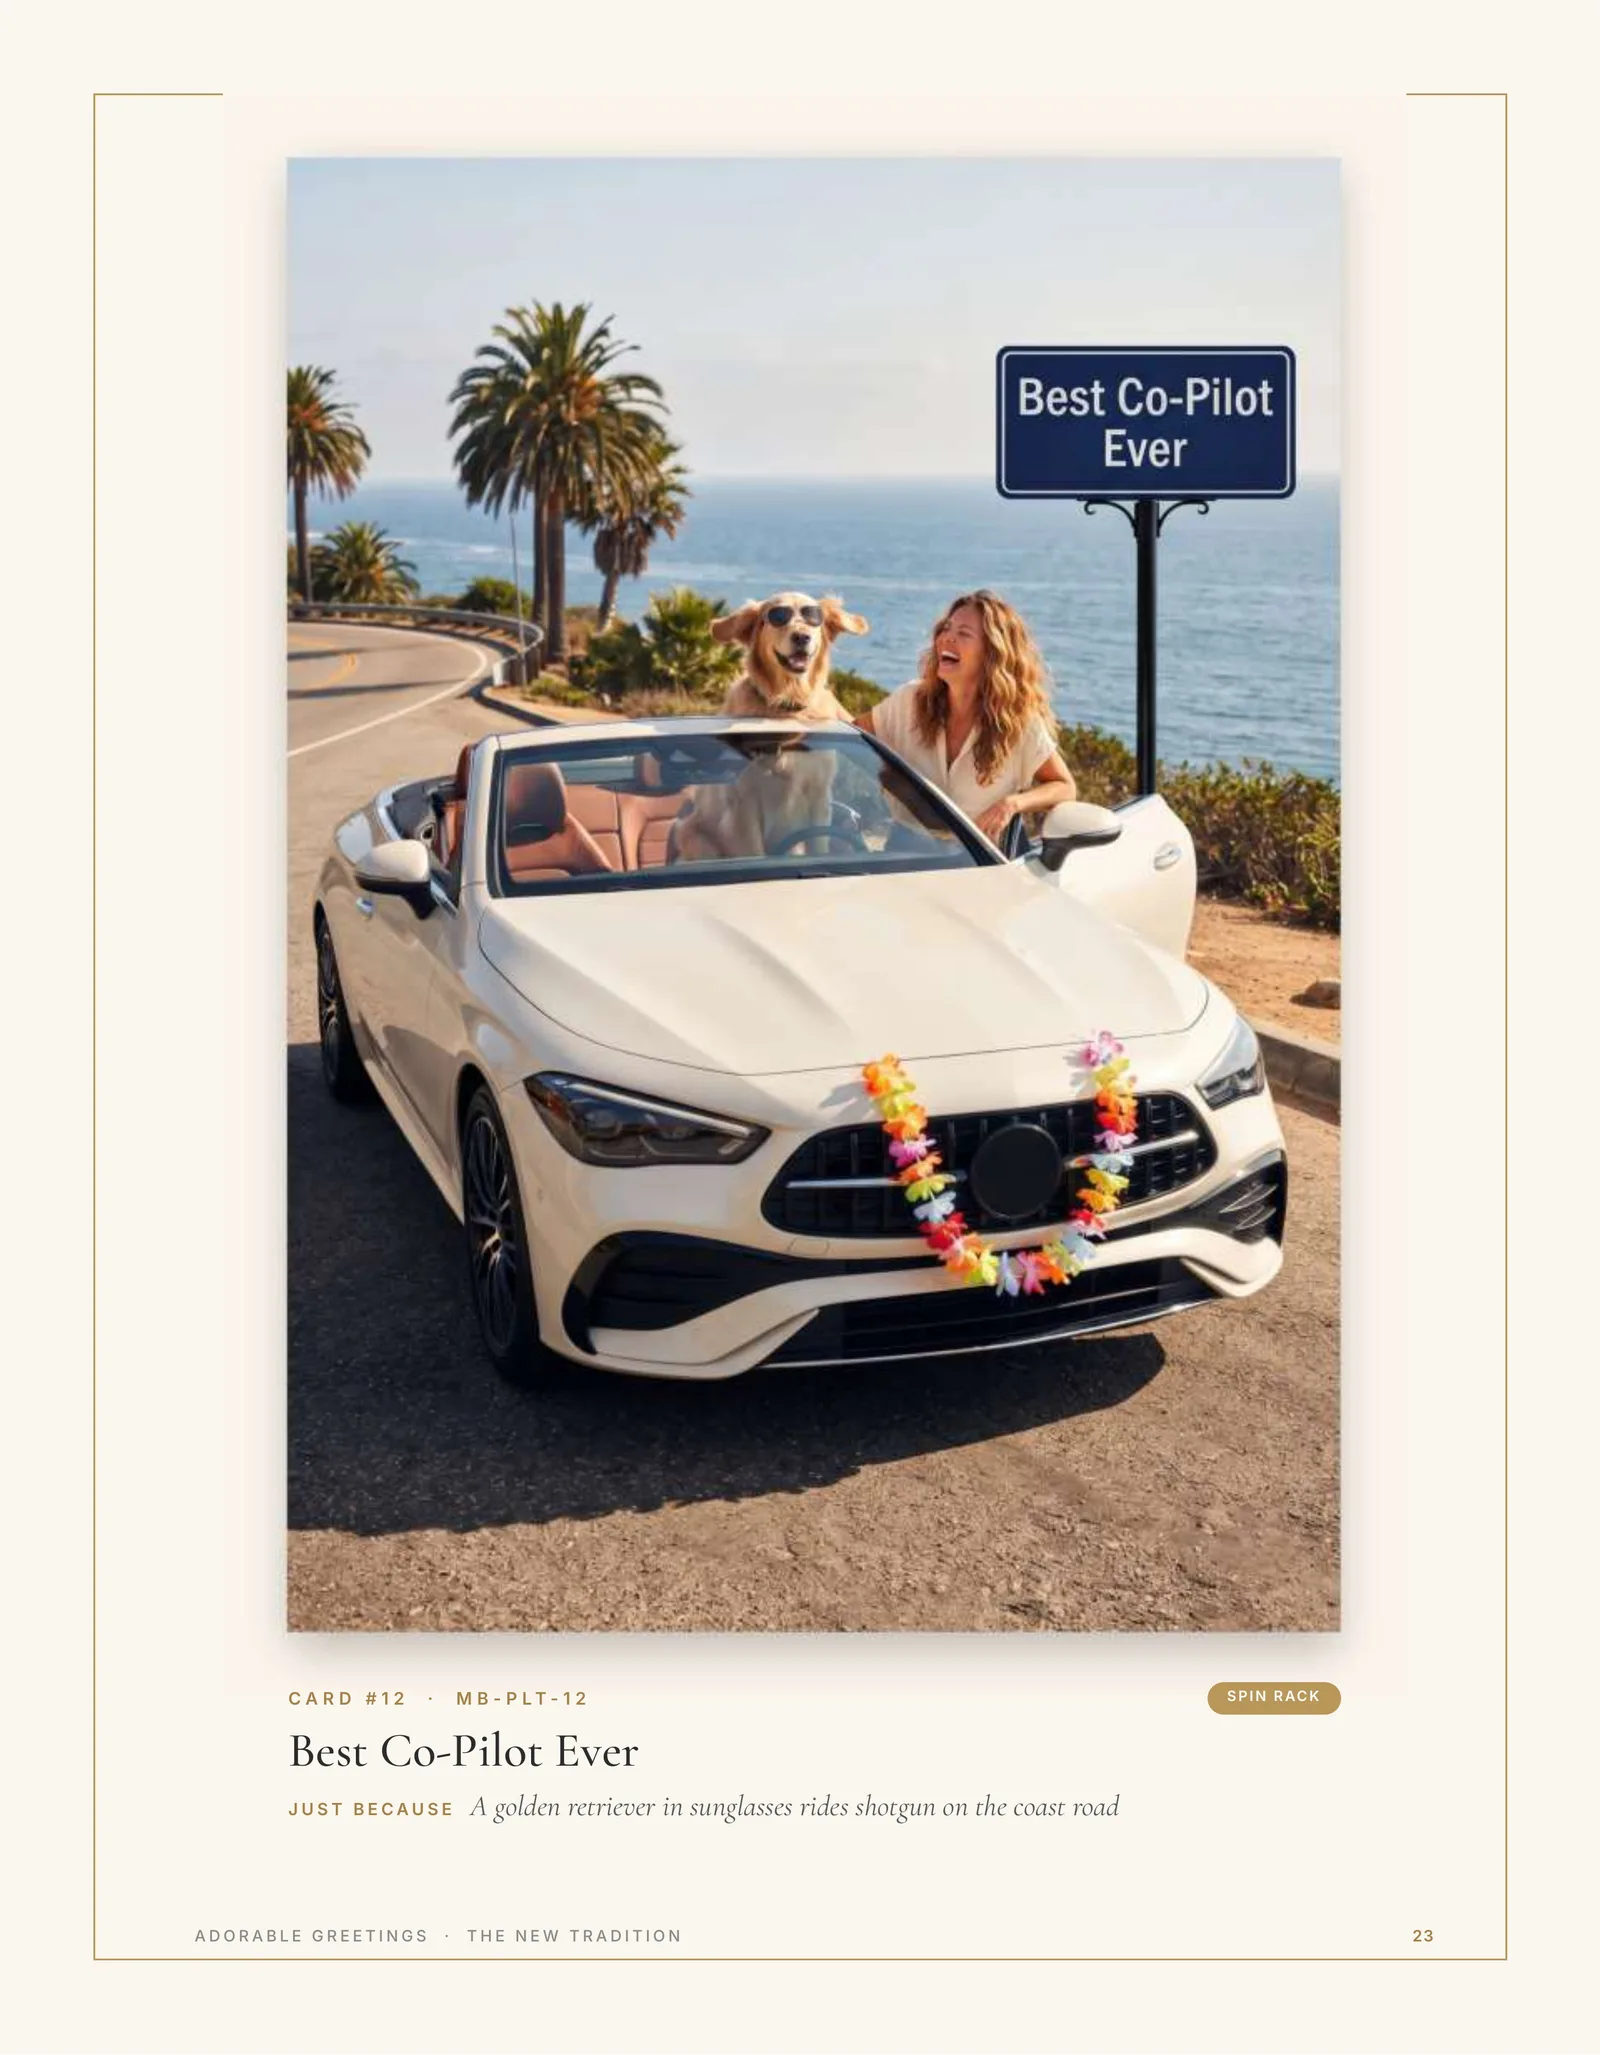 Best Co-Pilot
Ever
CARD #12 · MB-PLT-12
SPIN RACK
Best Co-Pilot Ever
JUST BECAUSE A golden retriever in sunglasses rides shotgun on the coast road
ADORABLE GREETINGS · THE NEW TRADITION
23